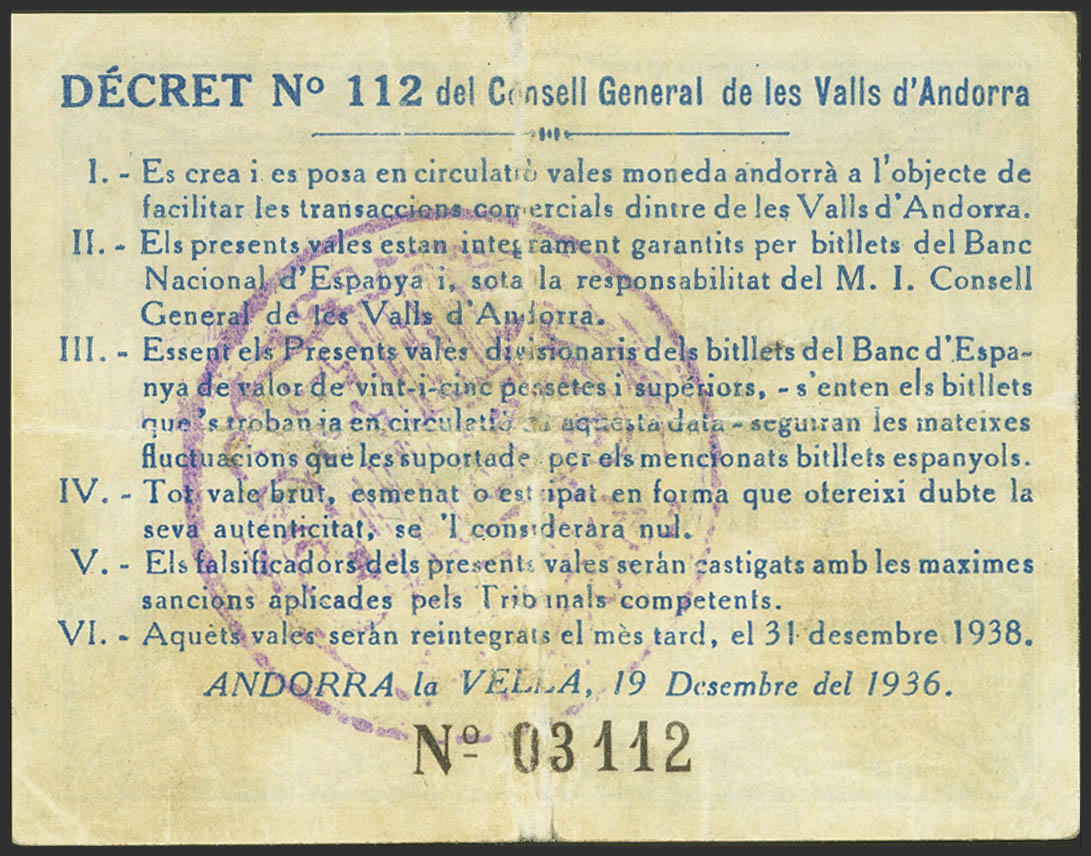 DÉCRET Nº 112 del Consell General de les Valls d'Andorra
I. - Es crea i es posa en circulatiò vales moneda andorrà a l'objecte de
facilitar les transaccions comercials dintre de les Valls d'Andorra.
II. - Els presents vales estan integrament garantits per bitllets del Banc
Nacional d'Espanya i, sota la responsabilitat del M. I. Consell
General de les Valls d'Andorra.
III. - Essent els Presents vales divisionaris dels bitllets del Banc d'Espa-
nya de valor de vint-i-cinc pessetes i superiors, - s'enten els bitllets
que 's troban ja en circulatió en aquesta data - seguiran les mateixes
fluctuacions que les suportade per els mencionats bitllets espanyols.
IV. - Tot vale brut, esmenat o estripat en forma que otereixi dubte la
seva autenticitat, se 'l considerara nul.
V. - Els falsificadors dels presents vales seràn castigats amb les maximes
sancions aplicades pels Tribunals competents.
VI. - Aquèts vales seràn reintegrats el mès tard, el 31 desembre 1938.
ANDORRA la VELLA, 19 Desembre del 1936.
Nº 03112